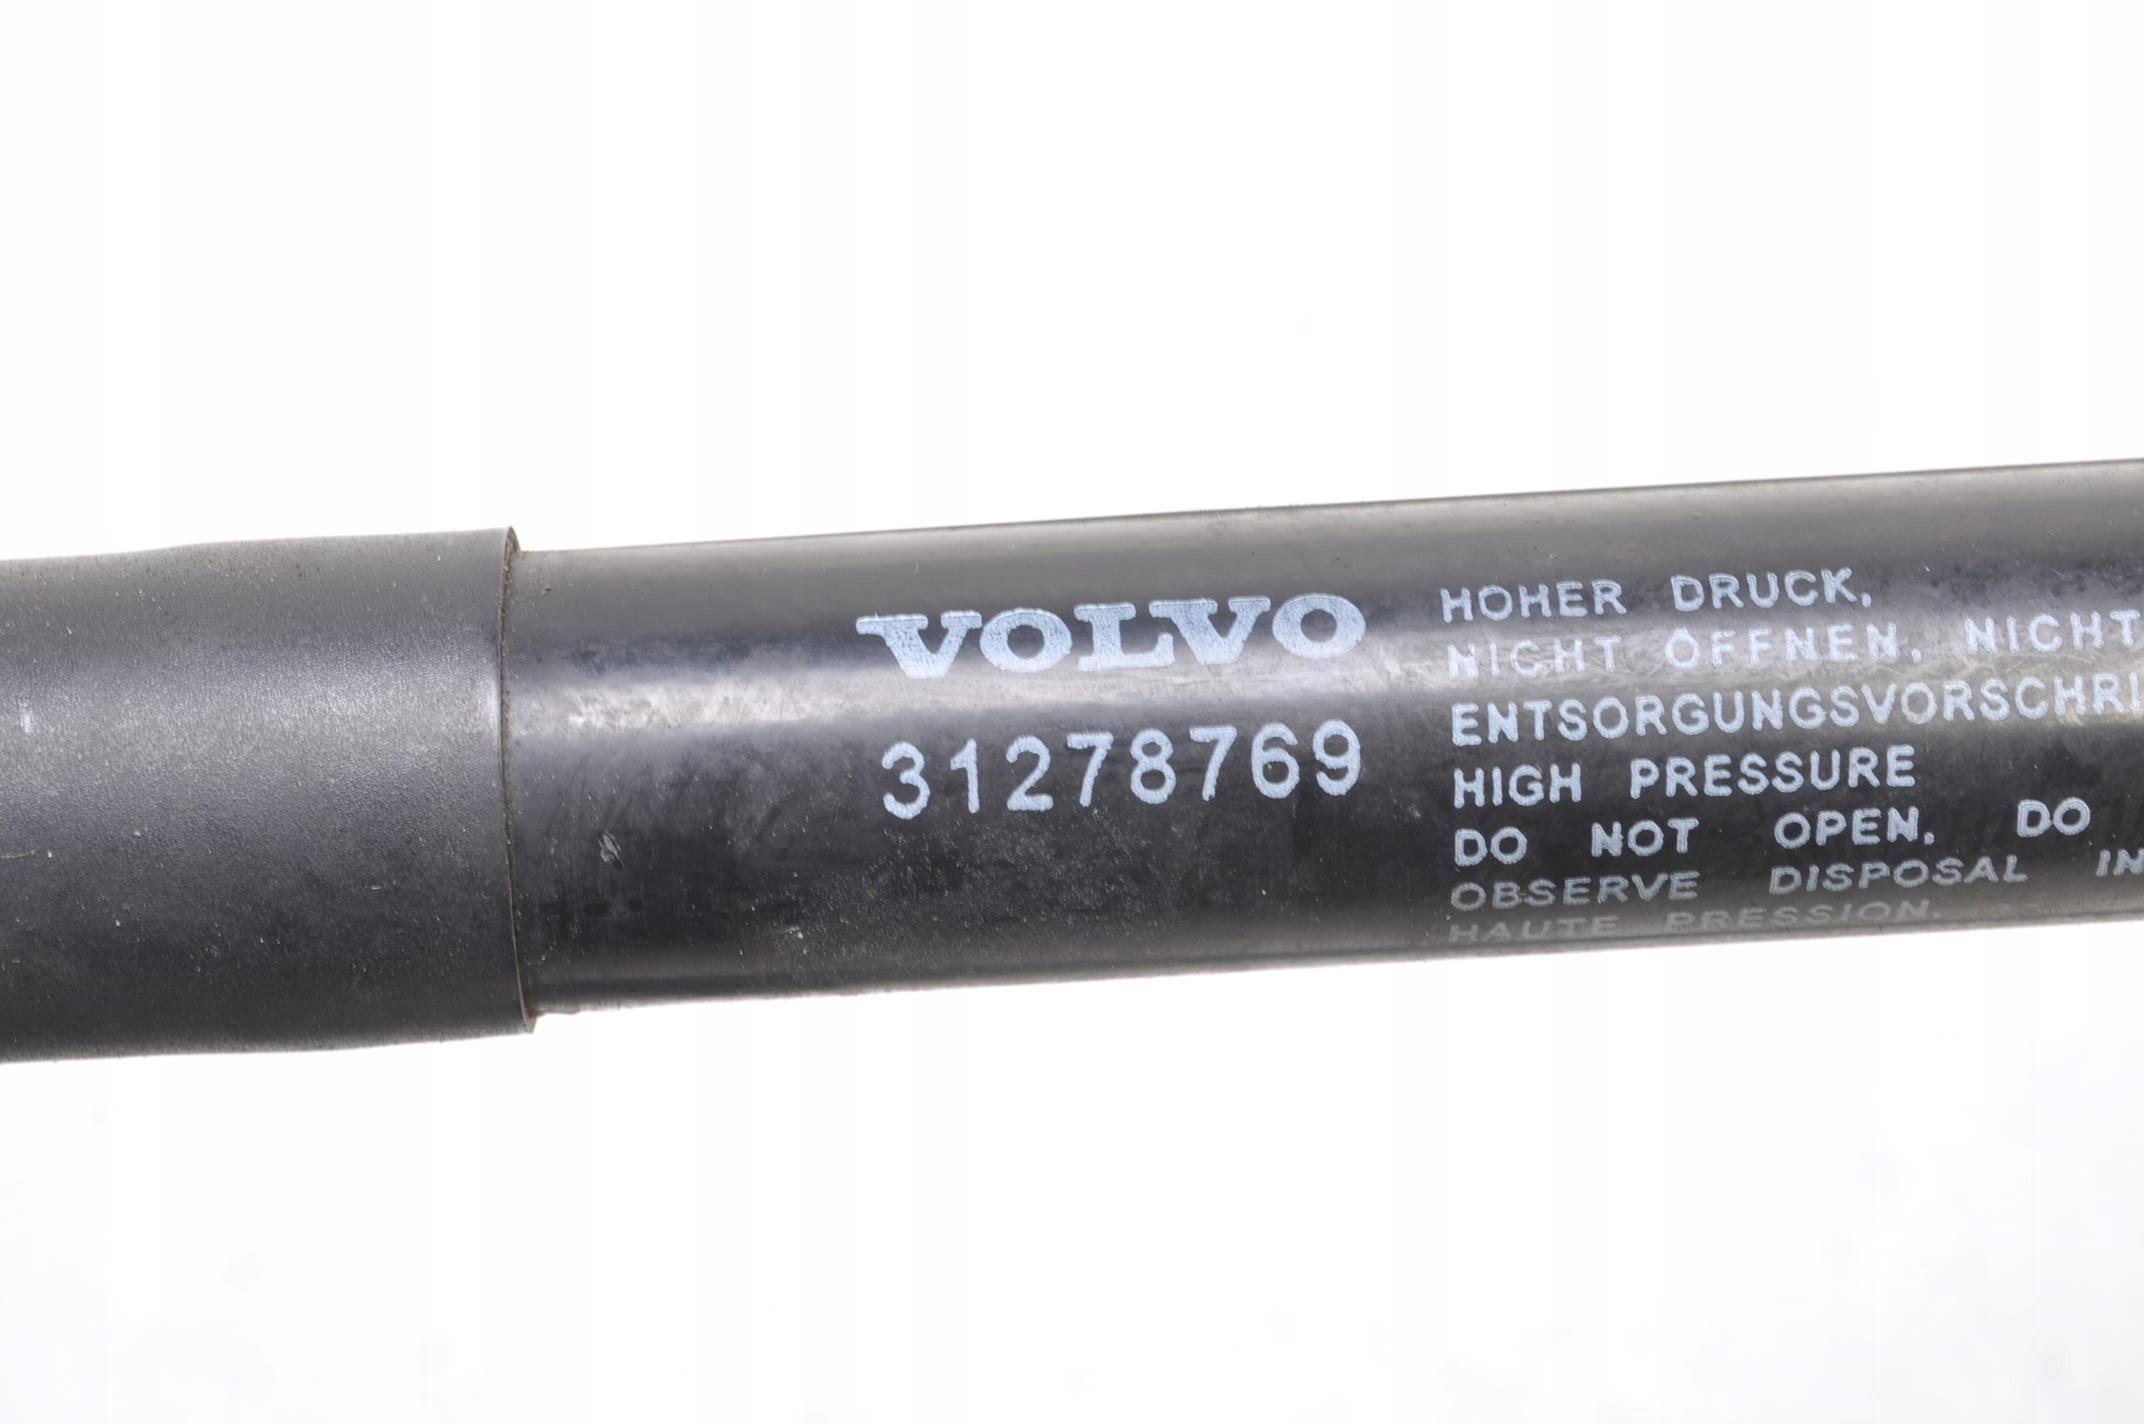 VOLVO
31278769
HOHER DRUCK,
NICHT ÖFFNEN, NICHT
ENTSORGUNGSVORSCHRI
HIGH PRESSURE
DO NOT OPEN, DO
OBSERVE DISPOSAL IN
HAUTE PRESSION.